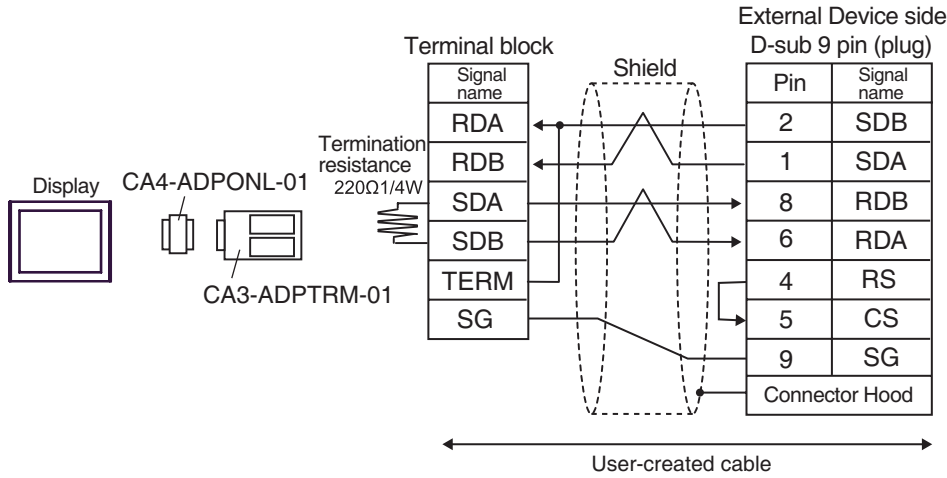 External Device side
Terminal block
D-sub 9 pin (plug)
Signal
name
Shield
Pin
Signal
name
RDA
2
SDB
Termination
resistance
220Ω1/4W
RDB
1
SDA
Display
CA4-ADPONL-01
SDA
8
RDB
SDB
6
RDA
CA3-ADPTRM-01
TERM
4
RS
SG
5
CS
9
SG
Connector Hood
User-created cable